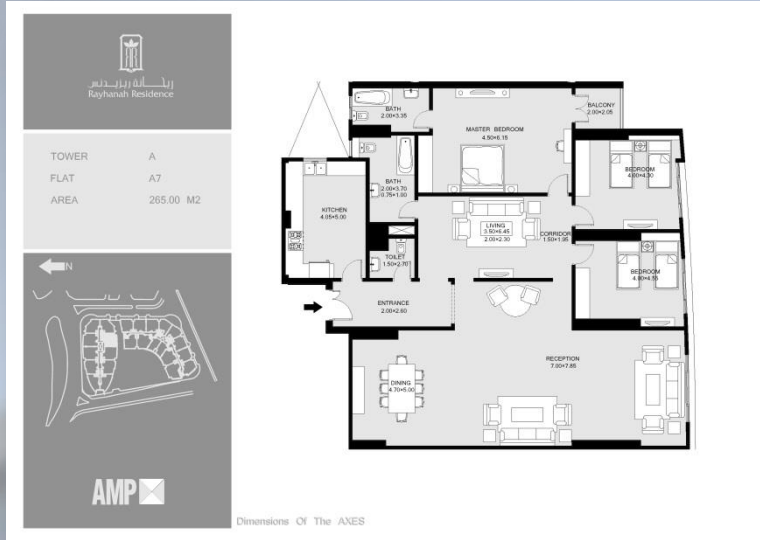 ريحانة ريزيدنس
Rayhanah Residence
TOWER A
FLAT A7
AREA 265.00 M2
N
AMP
BATH
2.00×3.35
MASTER BEDROOM
4.50×6.15
BALCONY
2.00×2.05
BATH
2.00×3.70
0.75×1.60
BEDROOM
4.00×4.30
KITCHEN
4.05×5.00
LIVING
3.50×6.45
2.00×2.30
CORRIDOR
1.50×1.95
TOILET
1.50×2.70
BEDROOM
ENTRANCE
2.00×2.60
RECEPTION
7.00×7.85
DINING
4.70×5.00
Dimensions Of The AXES